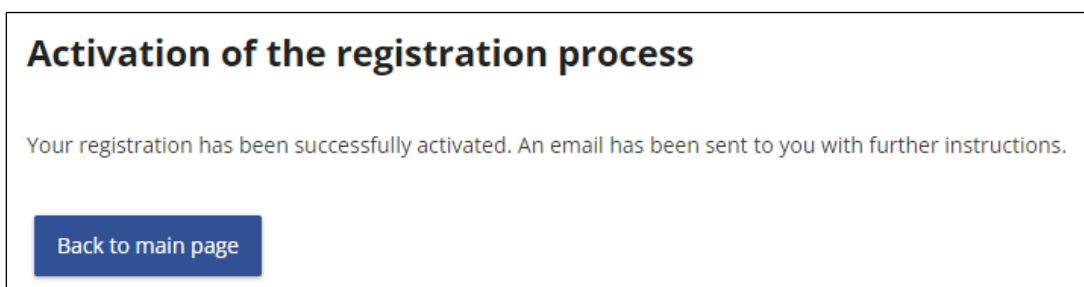 Activation of the registration process
Your registration has been successfully activated. An email has been sent to you with further instructions.
Back to main page